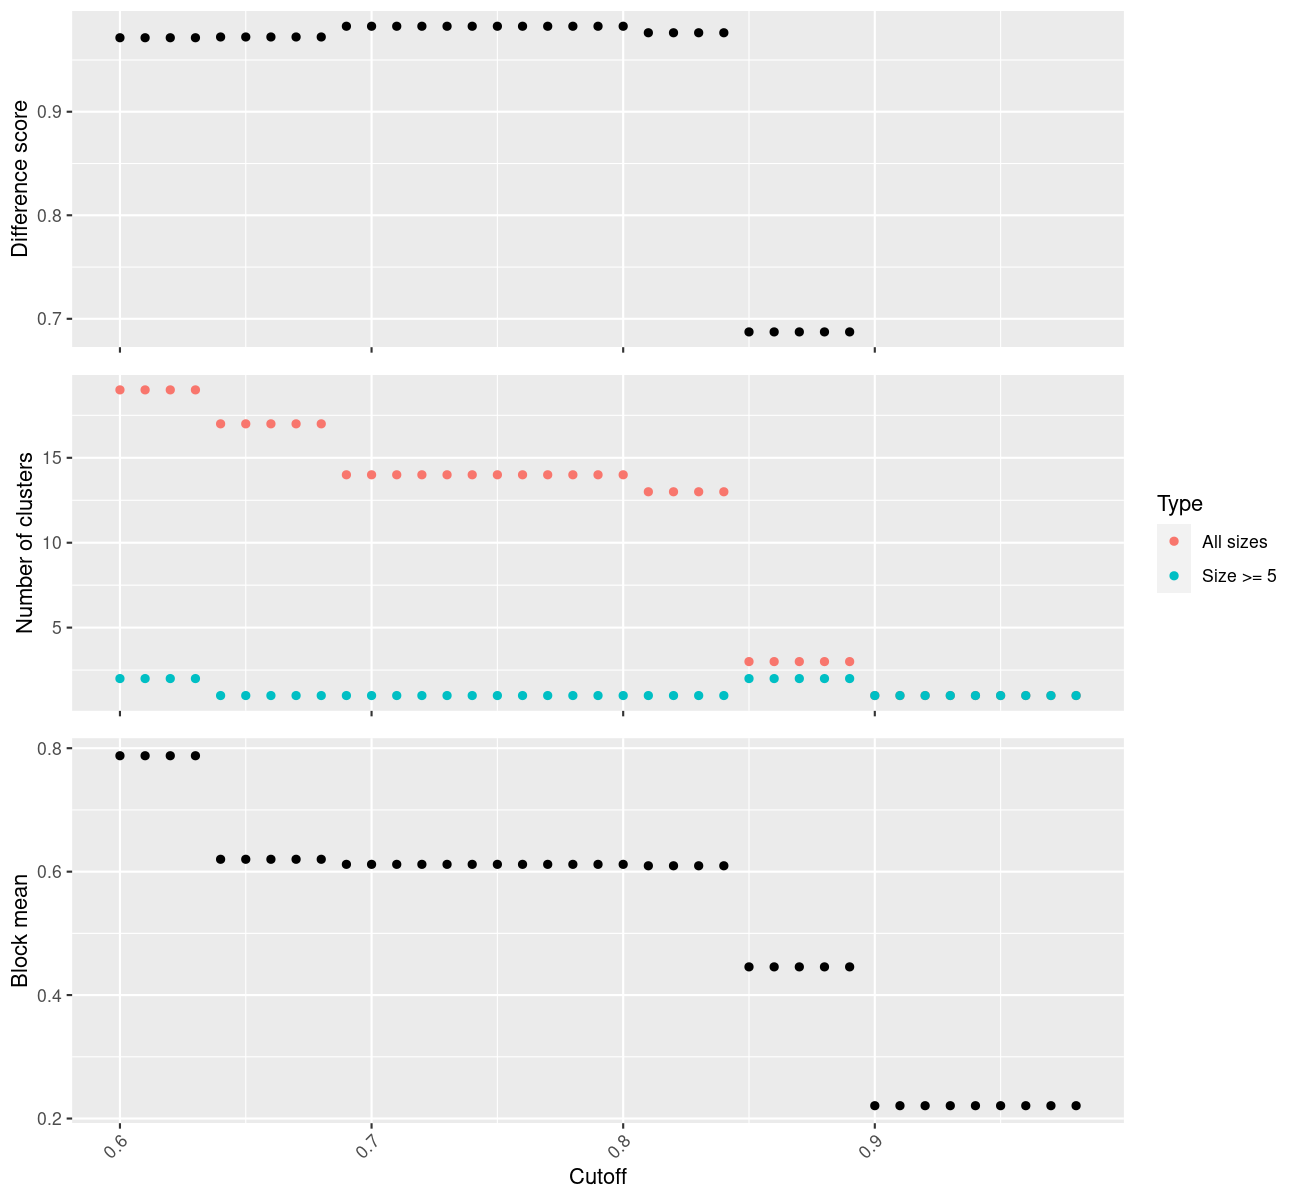 Difference score
0.9
0.8
0.7
Number of clusters
15
10
5
Type
All sizes
Size >= 5
Block mean
0.8
0.6
0.4
0.2
0.6
0.7
0.8
0.9
Cutoff